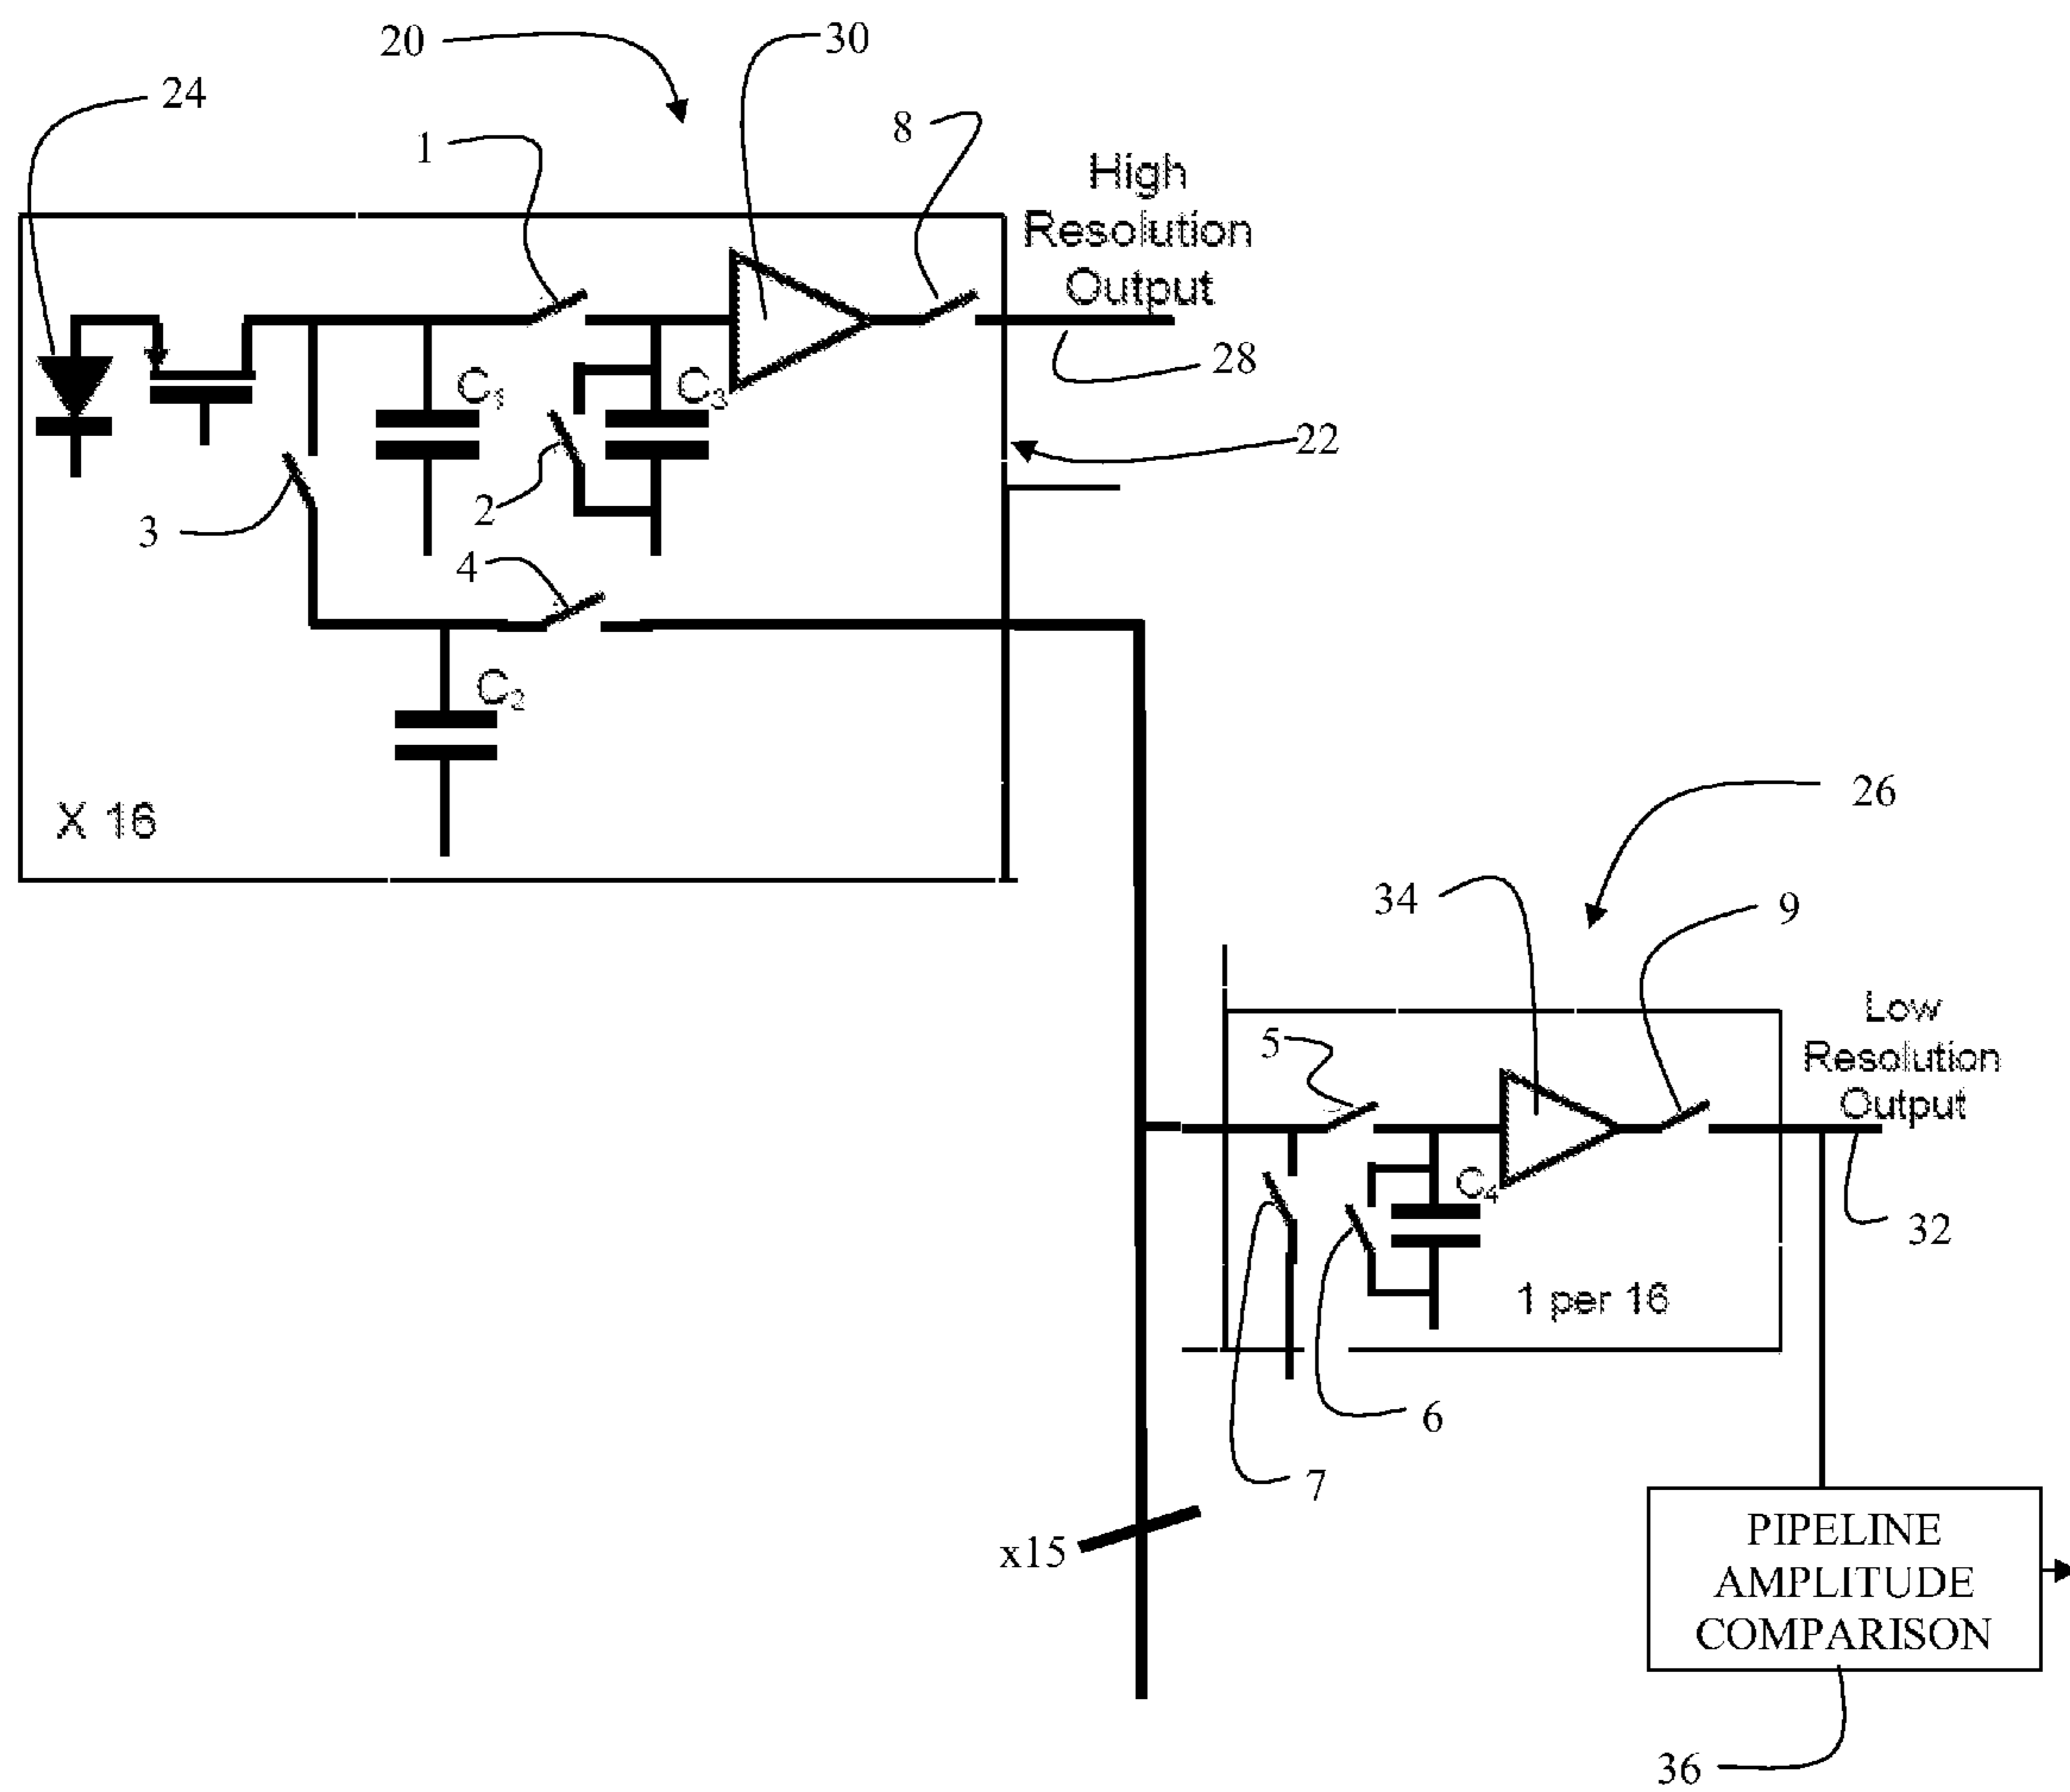 20
30
24
8
1
High
Resolution
Output
28
C₁
C₃
22
2
3
4
C₂
X 16
26
34
9
Low
Resolution
Output
5
C₄
32
1 per 16
6
7
x15
PIPELINE
AMPLITUDE
COMPARISON
36